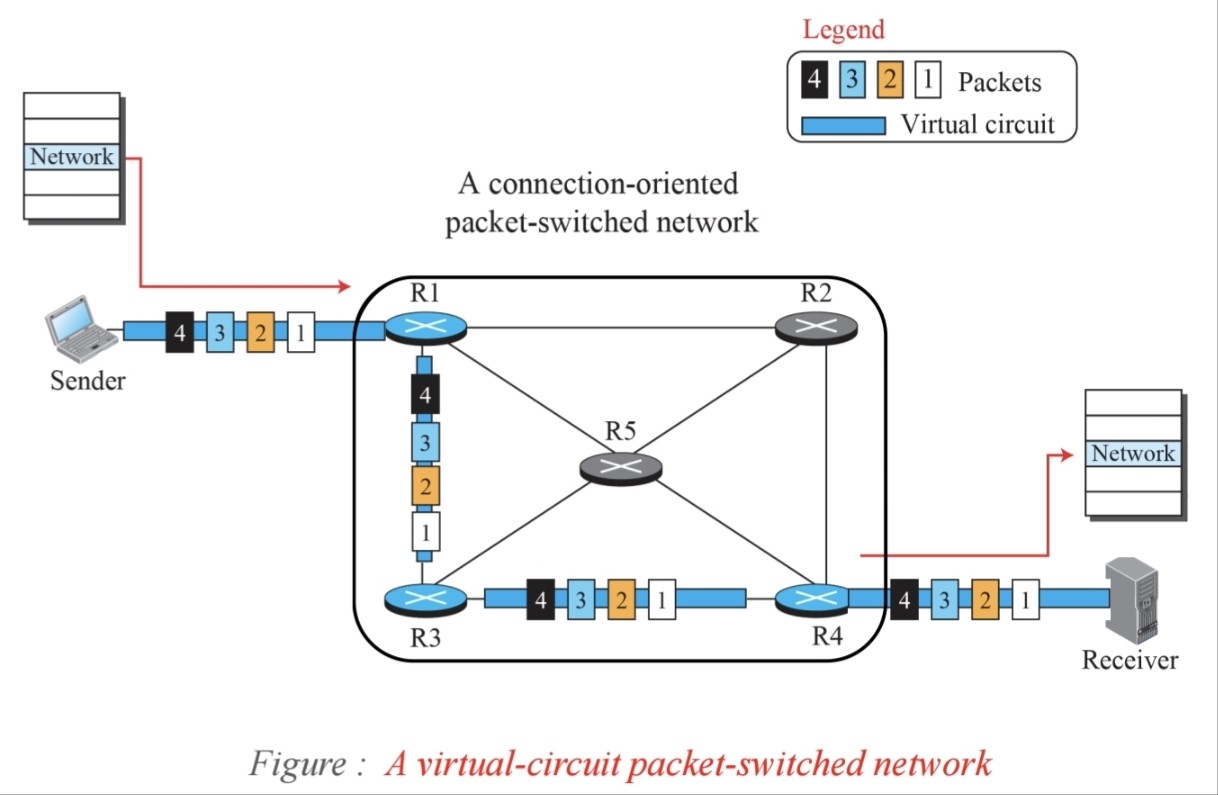 Legend
4 3 2 1 Packets
Virtual circuit
Network
A connection-oriented
packet-switched network
R1
R2
4 3 2 1
Sender
4
3
2
1
R5
Network
R3
4 3 2 1
R4
4 3 2 1
Receiver
Figure : A virtual-circuit packet-switched network